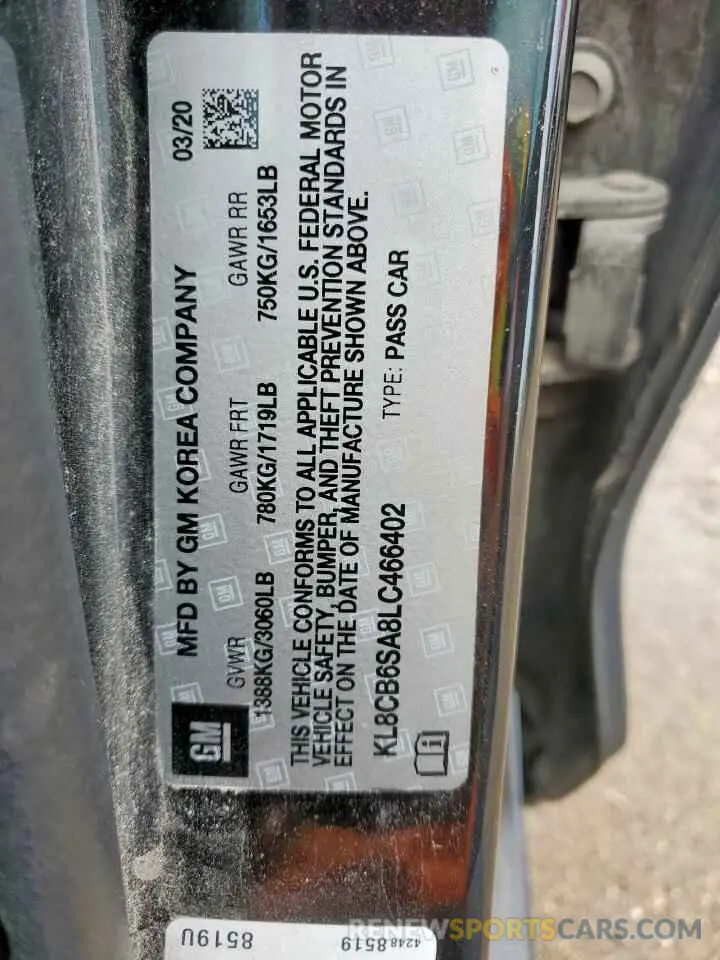 MFD BY GM KOREA COMPANY 03/20
GM
GVWR GAWR FRT GAWR RR
1388KG/3060LB 780KG/1719LB 750KG/1653LB
THIS VEHICLE CONFORMS TO ALL APPLICABLE U.S. FEDERAL MOTOR
VEHICLE SAFETY, BUMPER, AND THEFT PREVENTION STANDARDS IN
EFFECT ON THE DATE OF MANUFACTURE SHOWN ABOVE.
KL8CB6SA8LC466402 TYPE: PASS CAR
8519U
4248 8519
RENEWSPORTSCARS.COM